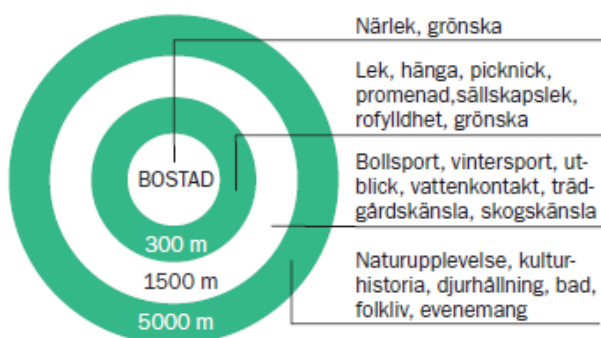 Närlek, grönska
Lek, hänga, picknick,
promenad,sällskapslek,
rofylldhet, grönska
Bollsport, vintersport, ut-
blick, vattenkontakt, träd-
gårdskänsla, skogskänsla
Naturupplevelse, kultur-
historia, djurhållning, bad,
folkliv, evenemang
BOSTAD
300 m
1500 m
5000 m